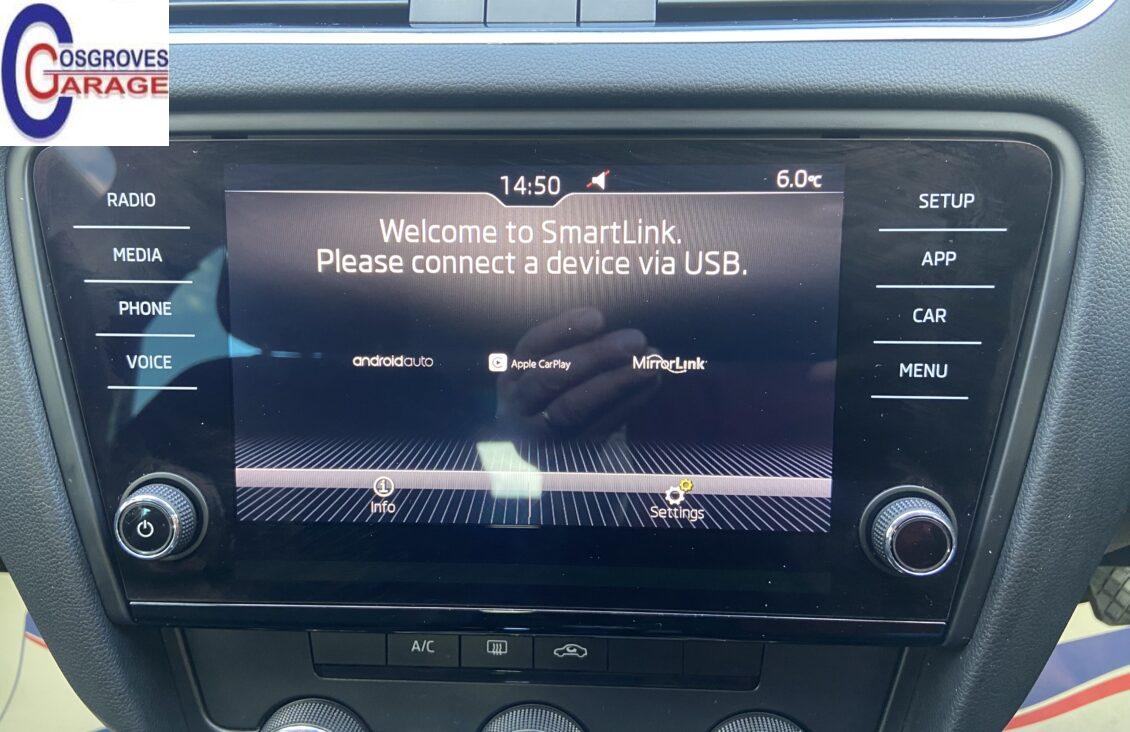 COSGROVES
GARAGE
14:50
6.0°C
RADIO
MEDIA
PHONE
VOICE
Welcome to SmartLink.
Please connect a device via USB.
androidauto
Apple CarPlay
MirrorLink
Info
Settings
SETUP
APP
CAR
MENU
A/C